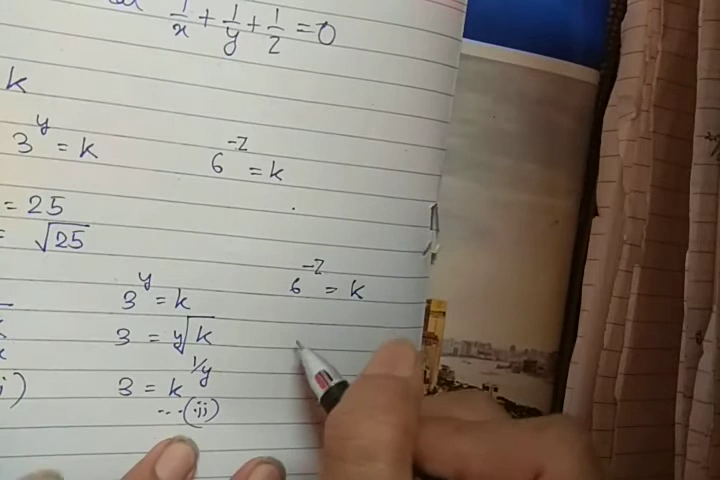 1/x + 1/y + 1/z = 0
k
3^y = k 6^-z = k
= 25
= √25
3^y = k 6^-z = k
3 = y√k
3 = k^1/y
...(ii)